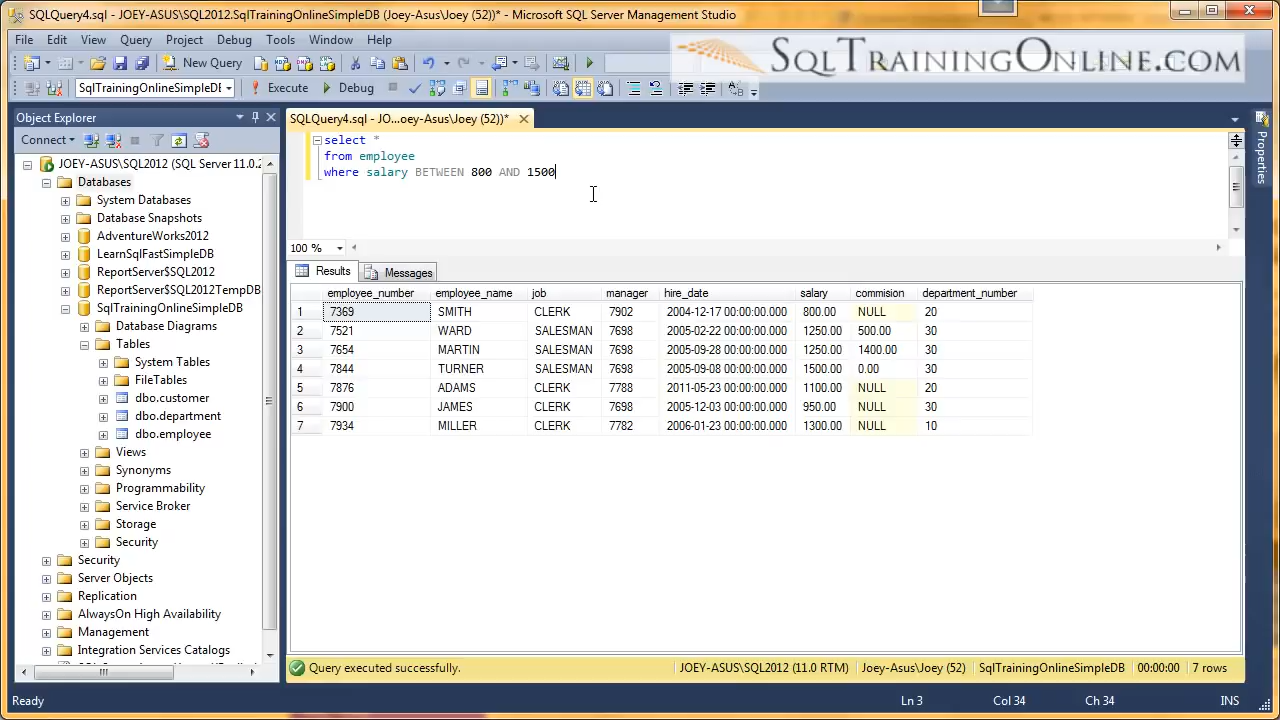 SQLQuery4.sql - JOEY-ASUS\SQL2012.SqlTrainingOnlineSimpleDB (Joey-Asus\Joey (52))* - Microsoft SQL Server Management Studio
File Edit View Query Project Debug Tools Window Help
SQLTRAININGONLINE.COM
New Query
SqlTrainingOnlineSimpleDE Execute Debug
Object Explorer
SQLQuery4.sql - JO...oey-Asus\Joey (52))*
Properties
Connect
select *
from employee
where salary BETWEEN 800 AND 1500
JOEY-ASUS\SQL2012 (SQL Server 11.0.2
Databases
System Databases
Database Snapshots
AdventureWorks2012
LearnSqlFastSimpleDB
ReportServer$SQL2012
ReportServer$SQL2012TempDB
SqlTrainingOnlineSimpleDB
Database Diagrams
Tables
System Tables
FileTables
dbo.customer
dbo.department
dbo.employee
Views
Synonyms
Programmability
Service Broker
Storage
Security
Security
Server Objects
Replication
AlwaysOn High Availability
Management
Integration Services Catalogs
100 %
Results Messages
employee_number employee_name job manager hire_date salary commision department_number
1 7369 SMITH CLERK 7902 2004-12-17 00:00:00.000 800.00 NULL 20
2 7521 WARD SALESMAN 7698 2005-02-22 00:00:00.000 1250.00 500.00 30
3 7654 MARTIN SALESMAN 7698 2005-09-28 00:00:00.000 1250.00 1400.00 30
4 7844 TURNER SALESMAN 7698 2005-09-08 00:00:00.000 1500.00 0.00 30
5 7876 ADAMS CLERK 7788 2011-05-23 00:00:00.000 1100.00 NULL 20
6 7900 JAMES CLERK 7698 2005-12-03 00:00:00.000 950.00 NULL 30
7 7934 MILLER CLERK 7782 2006-01-23 00:00:00.000 1300.00 NULL 10
Query executed successfully. JOEY-ASUS\SQL2012 (11.0 RTM) Joey-Asus\Joey (52) SqlTrainingOnlineSimpleDB 00:00:00 7 rows
Ready Ln 3 Col 34 Ch 34 INS